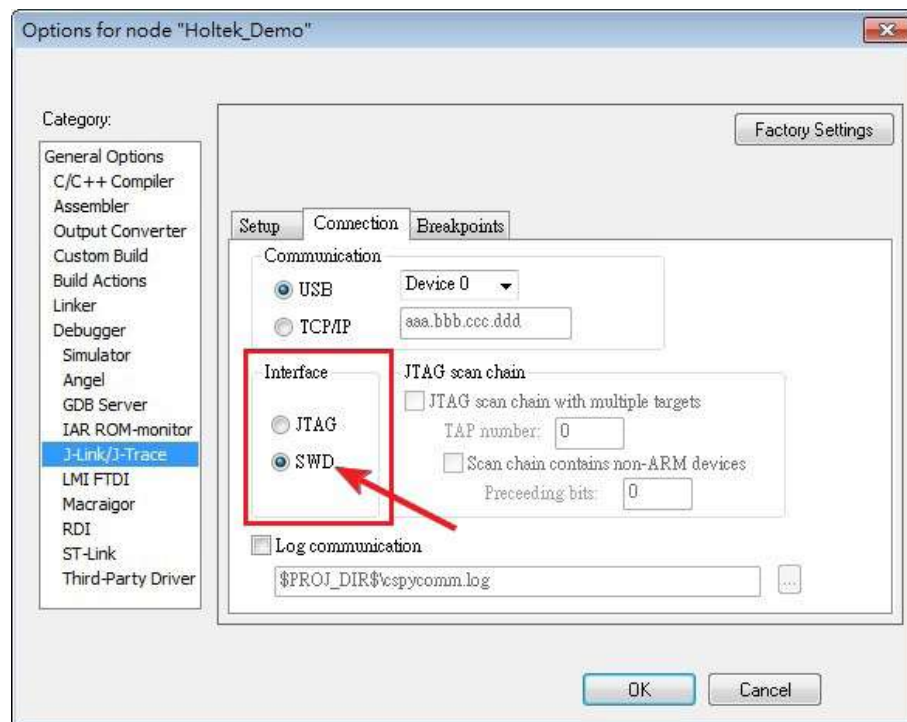 Options for node "Holtek_Demo"
Category:
Factory Settings
General Options
C/C++ Compiler
Assembler
Output Converter
Custom Build
Build Actions
Linker
Debugger
Simulator
Angel
GDB Server
IAR ROM-monitor
J-Link/J-Trace
LMI FTDI
Macraigor
RDI
ST-Link
Third-Party Driver
Setup Connection Breakpoints
Communication
USB Device 0
TCP/IP aaa.bbb.ccc.ddd
Interface
JTAG
SWD
JTAG scan chain
JTAG scan chain with multiple targets
TAP number: 0
Scan chain contains non-ARM devices
Preceeding bits: 0
Log communication
$PROJ_DIR$\cspycomm.log ...
OK Cancel